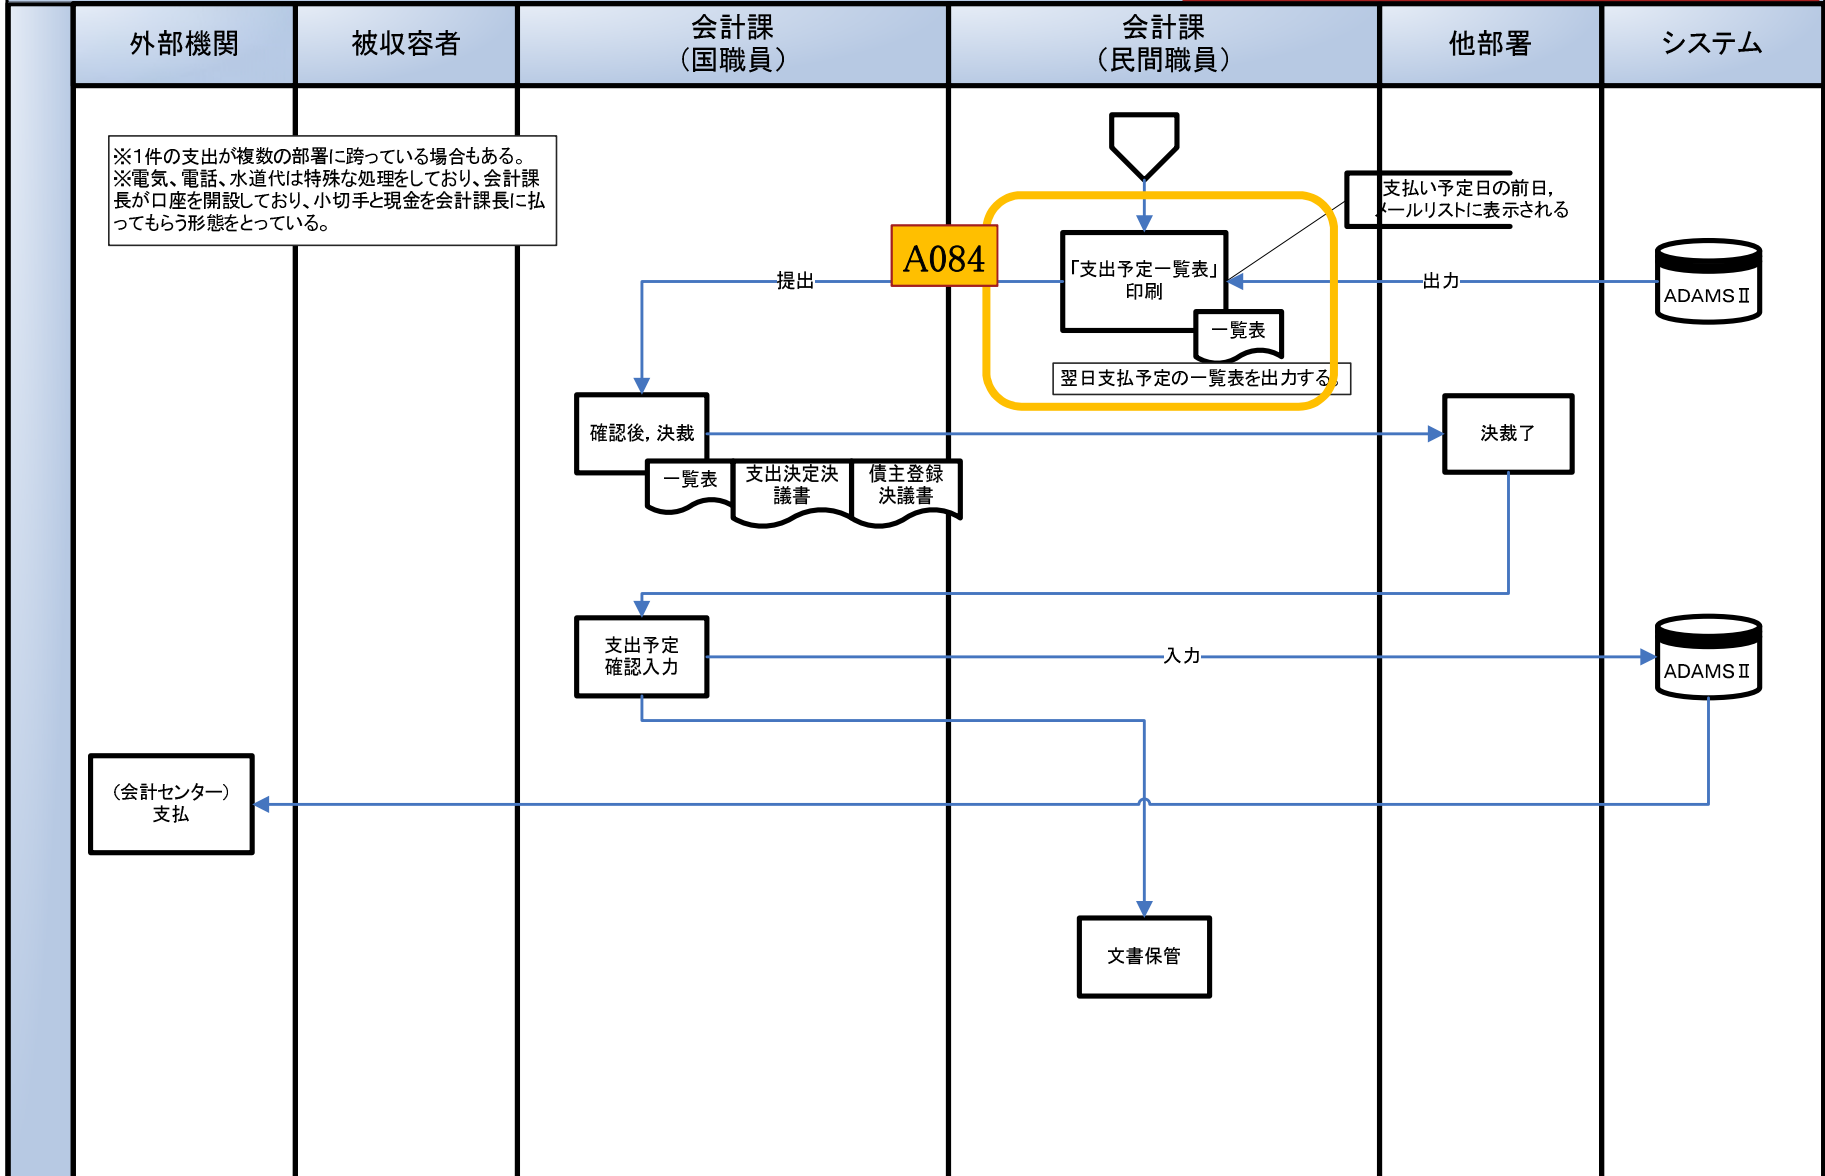 外部機関
被収容者
会計課
（国職員）
会計課
（民間職員）
他部署
システム
※1件の支出が複数の部署に跨っている場合もある。
※電気、電話、水道代は特殊な処理をしており、会計課
長が口座を開設しており、小切手と現金を会計課長に払
ってもらう形態をとっている。
支払い予定日の前日，
メールリストに表示される
A084
「支出予定一覧表」
印刷
提出
出力
ADAMSⅡ
一覧表
翌日支払予定の一覧表を出力する。
確認後，決裁
決裁了
一覧表
支出決定決
議書
債主登録
決議書
支出予定
確認入力
入力
ADAMSⅡ
（会計センター）
支払
文書保管